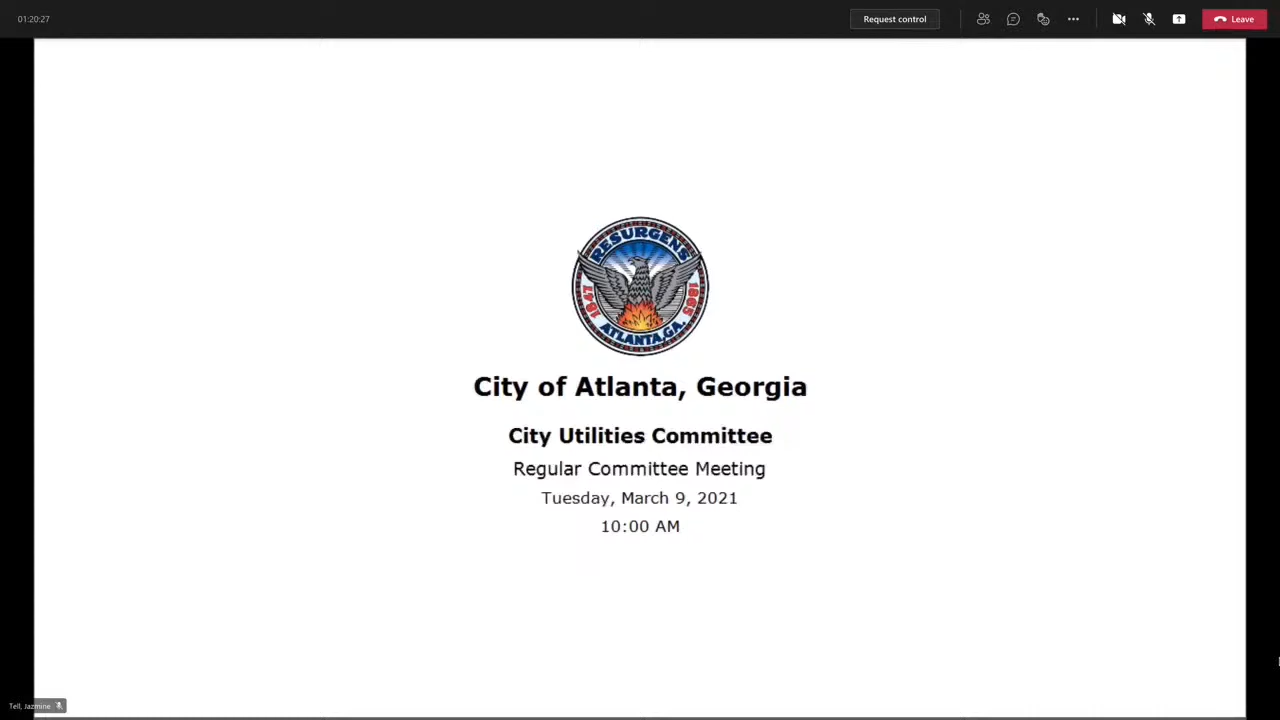 01:20:27
Request control
Leave
RESURGENS
1847
1865
ATLANTA, GA.
City of Atlanta, Georgia
City Utilities Committee
Regular Committee Meeting
Tuesday, March 9, 2021
10:00 AM
Tell, Jazmine